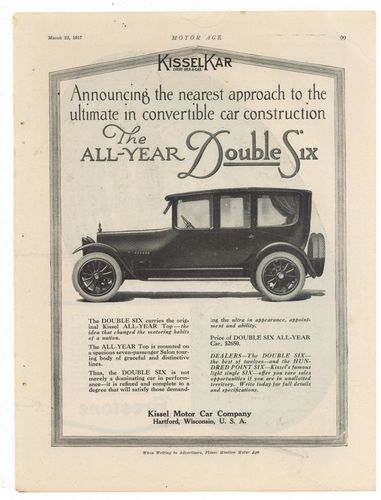 March 22, 1917
MOTOR AGE
99
KISSELKAR
EVERY INCH A CAR
Announcing the nearest approach to the
ultimate in convertible car construction
The
ALL-YEAR Double Six
The DOUBLE SIX carries the orig-
inal Kissel ALL-YEAR Top—the
idea that changed the motoring habits
of a nation.
The ALL-YEAR Top is mounted on
a spacious seven-passenger Salon tour-
ing body of graceful and distinctive
lines.
Thus, the DOUBLE SIX is not
merely a dominating car in perform-
ance—it is refined and complete to a
degree that will satisfy those demand-
ing the ultra in appearance, appoint-
ment and ability.
Price of DOUBLE SIX ALL-YEAR
Car, $2650.
DEALERS—The DOUBLE SIX—
the best of twelves—and the HUN-
DRED POINT SIX—Kissel's famous
light single SIX—offer you rare sales
opportunities if you are in unallotted
territory. Write today for full details
and specifications.
Kissel Motor Car Company
Hartford, Wisconsin, U. S. A.
When Writing to Advertisers, Please Mention Motor Age